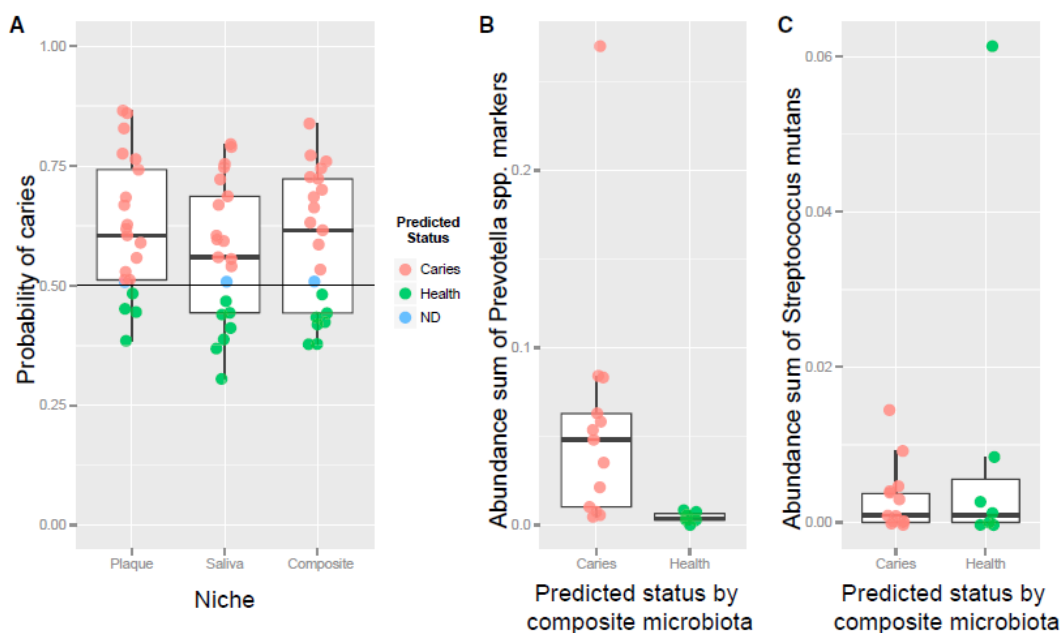 A
Probability of caries
1.00
0.75
0.50
0.25
0.00
Plaque
Saliva
Composite
Niche
Predicted
Status
Caries
Health
ND
B
Abundance sum of Prevotella spp. markers
0.2
0.1
0.0
Caries
Health
Predicted status by
composite microbiota
C
Abundance sum of Streptococcus mutans
0.06
0.04
0.02
0.00
Caries
Health
Predicted status by
composite microbiota